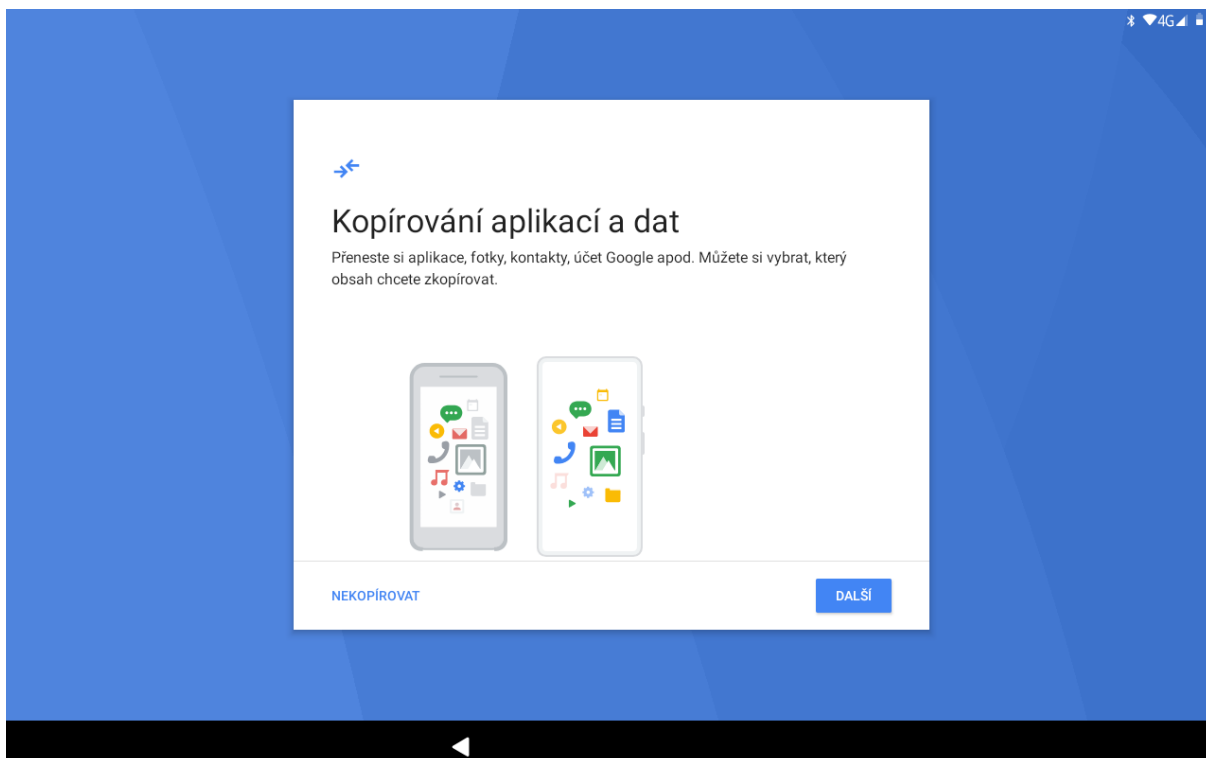 4G
Kopírování aplikací a dat
Přeneste si aplikace, fotky, kontakty, účet Google apod. Můžete si vybrat, který
obsah chcete zkopírovat.
NEKOPÍROVAT
DALŠÍ